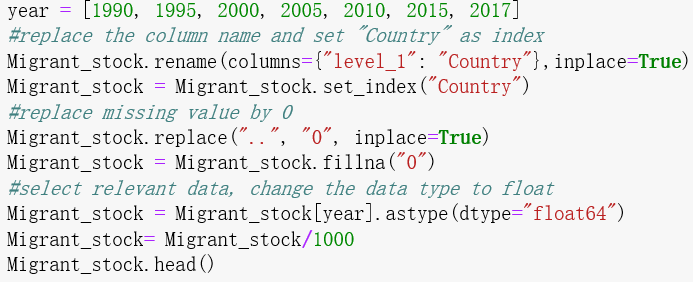 year = [1990, 1995, 2000, 2005, 2010, 2015, 2017]
#replace the column name and set "Country" as index
Migrant_stock.rename(columns={"level_1": "Country"},inplace=True)
Migrant_stock = Migrant_stock.set_index("Country")
#replace missing value by 0
Migrant_stock.replace("..", "0", inplace=True)
Migrant_stock = Migrant_stock.fillna("0")
#select relevant data, change the data type to float
Migrant_stock = Migrant_stock[year].astype(dtype="float64")
Migrant_stock= Migrant_stock/1000
Migrant_stock.head()